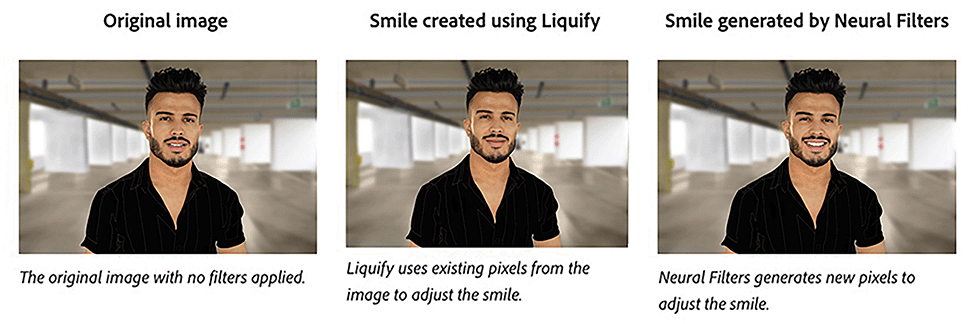 Original image
Smile created using Liquify
Smile generated by Neural Filters
The original image with no filters applied.
Liquify uses existing pixels from the
image to adjust the smile.
Neural Filters generates new pixels to
adjust the smile.